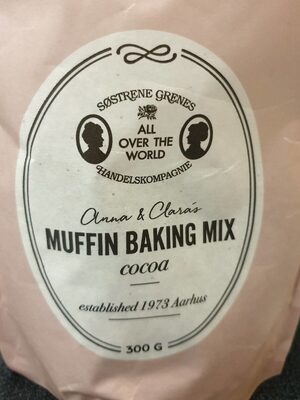 SØSTRENE GRENES
ALL
OVER THE
WORLD
HANDELSKOMPAGNIE
Anna & Clara's
MUFFIN BAKING MIX
cocoa
established 1973 Aarhus
300 G